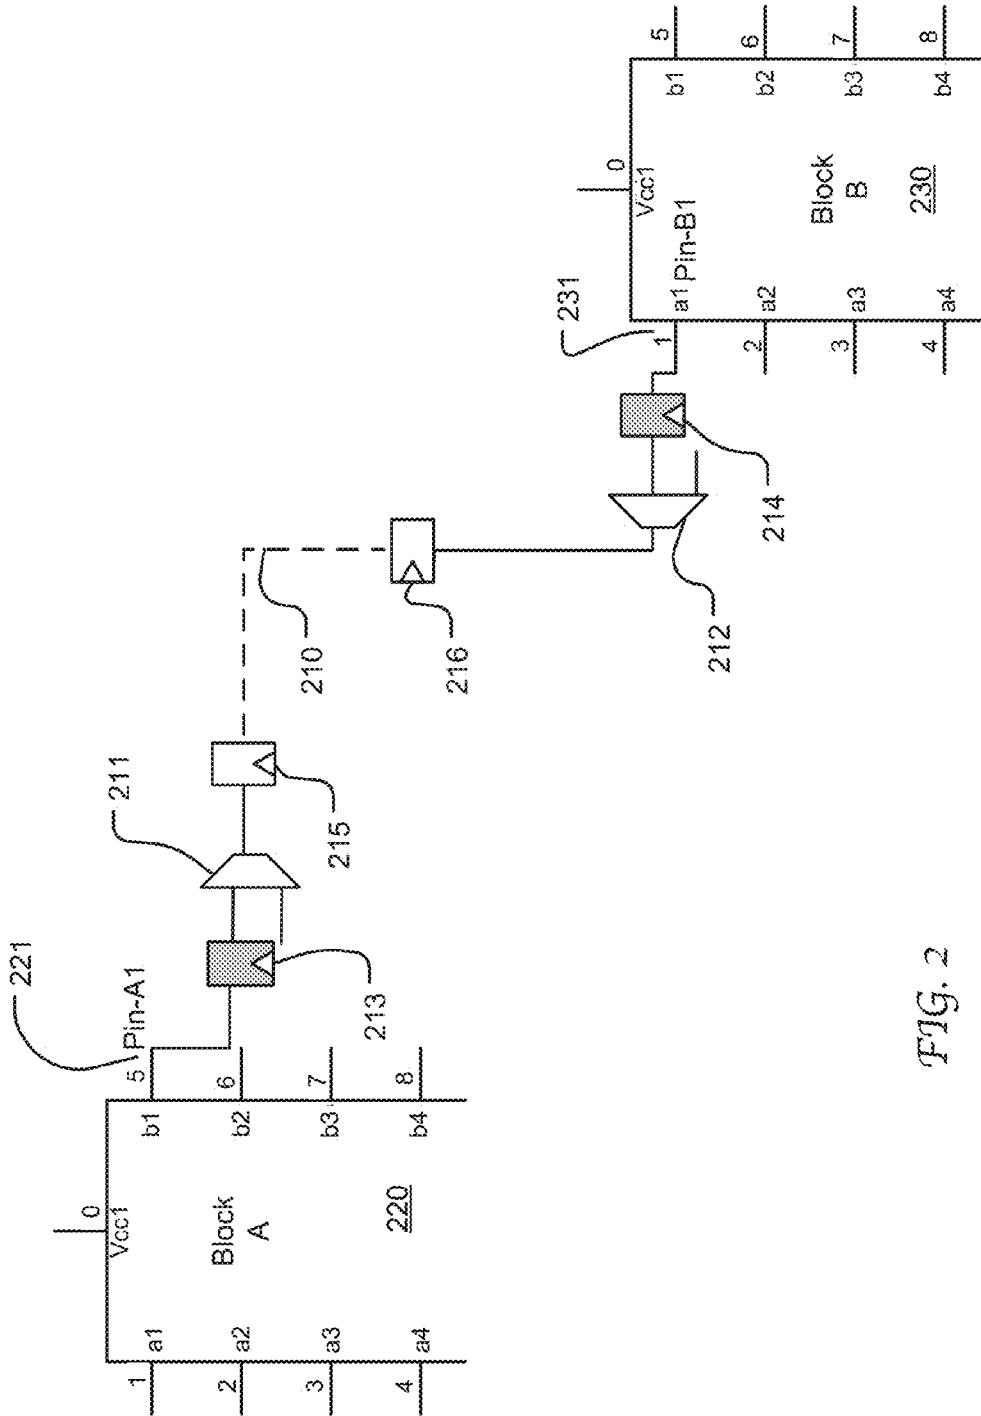 0
Vcc1
1 a1
b1 5
Pin-A1
221
2 a2
b2 6
3 a3
b3 7
4 a4
b4 8
Block
A
220
213
211
215
210
216
212
214
231
0
Vcc1
1 a1 Pin-B1
b1 5
2 a2
b2 6
3 a3
b3 7
4 a4
b4 8
Block
B
230
FIG. 2